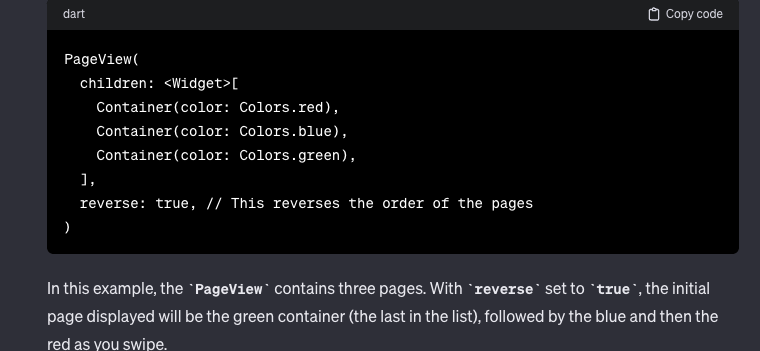 dart Copy code
PageView(
  children: <Widget>[
    Container(color: Colors.red),
    Container(color: Colors.blue),
    Container(color: Colors.green),
  ],
  reverse: true, // This reverses the order of the pages
)
In this example, the `PageView` contains three pages. With `reverse` set to `true`, the initial
page displayed will be the green container (the last in the list), followed by the blue and then the
red as you swipe.